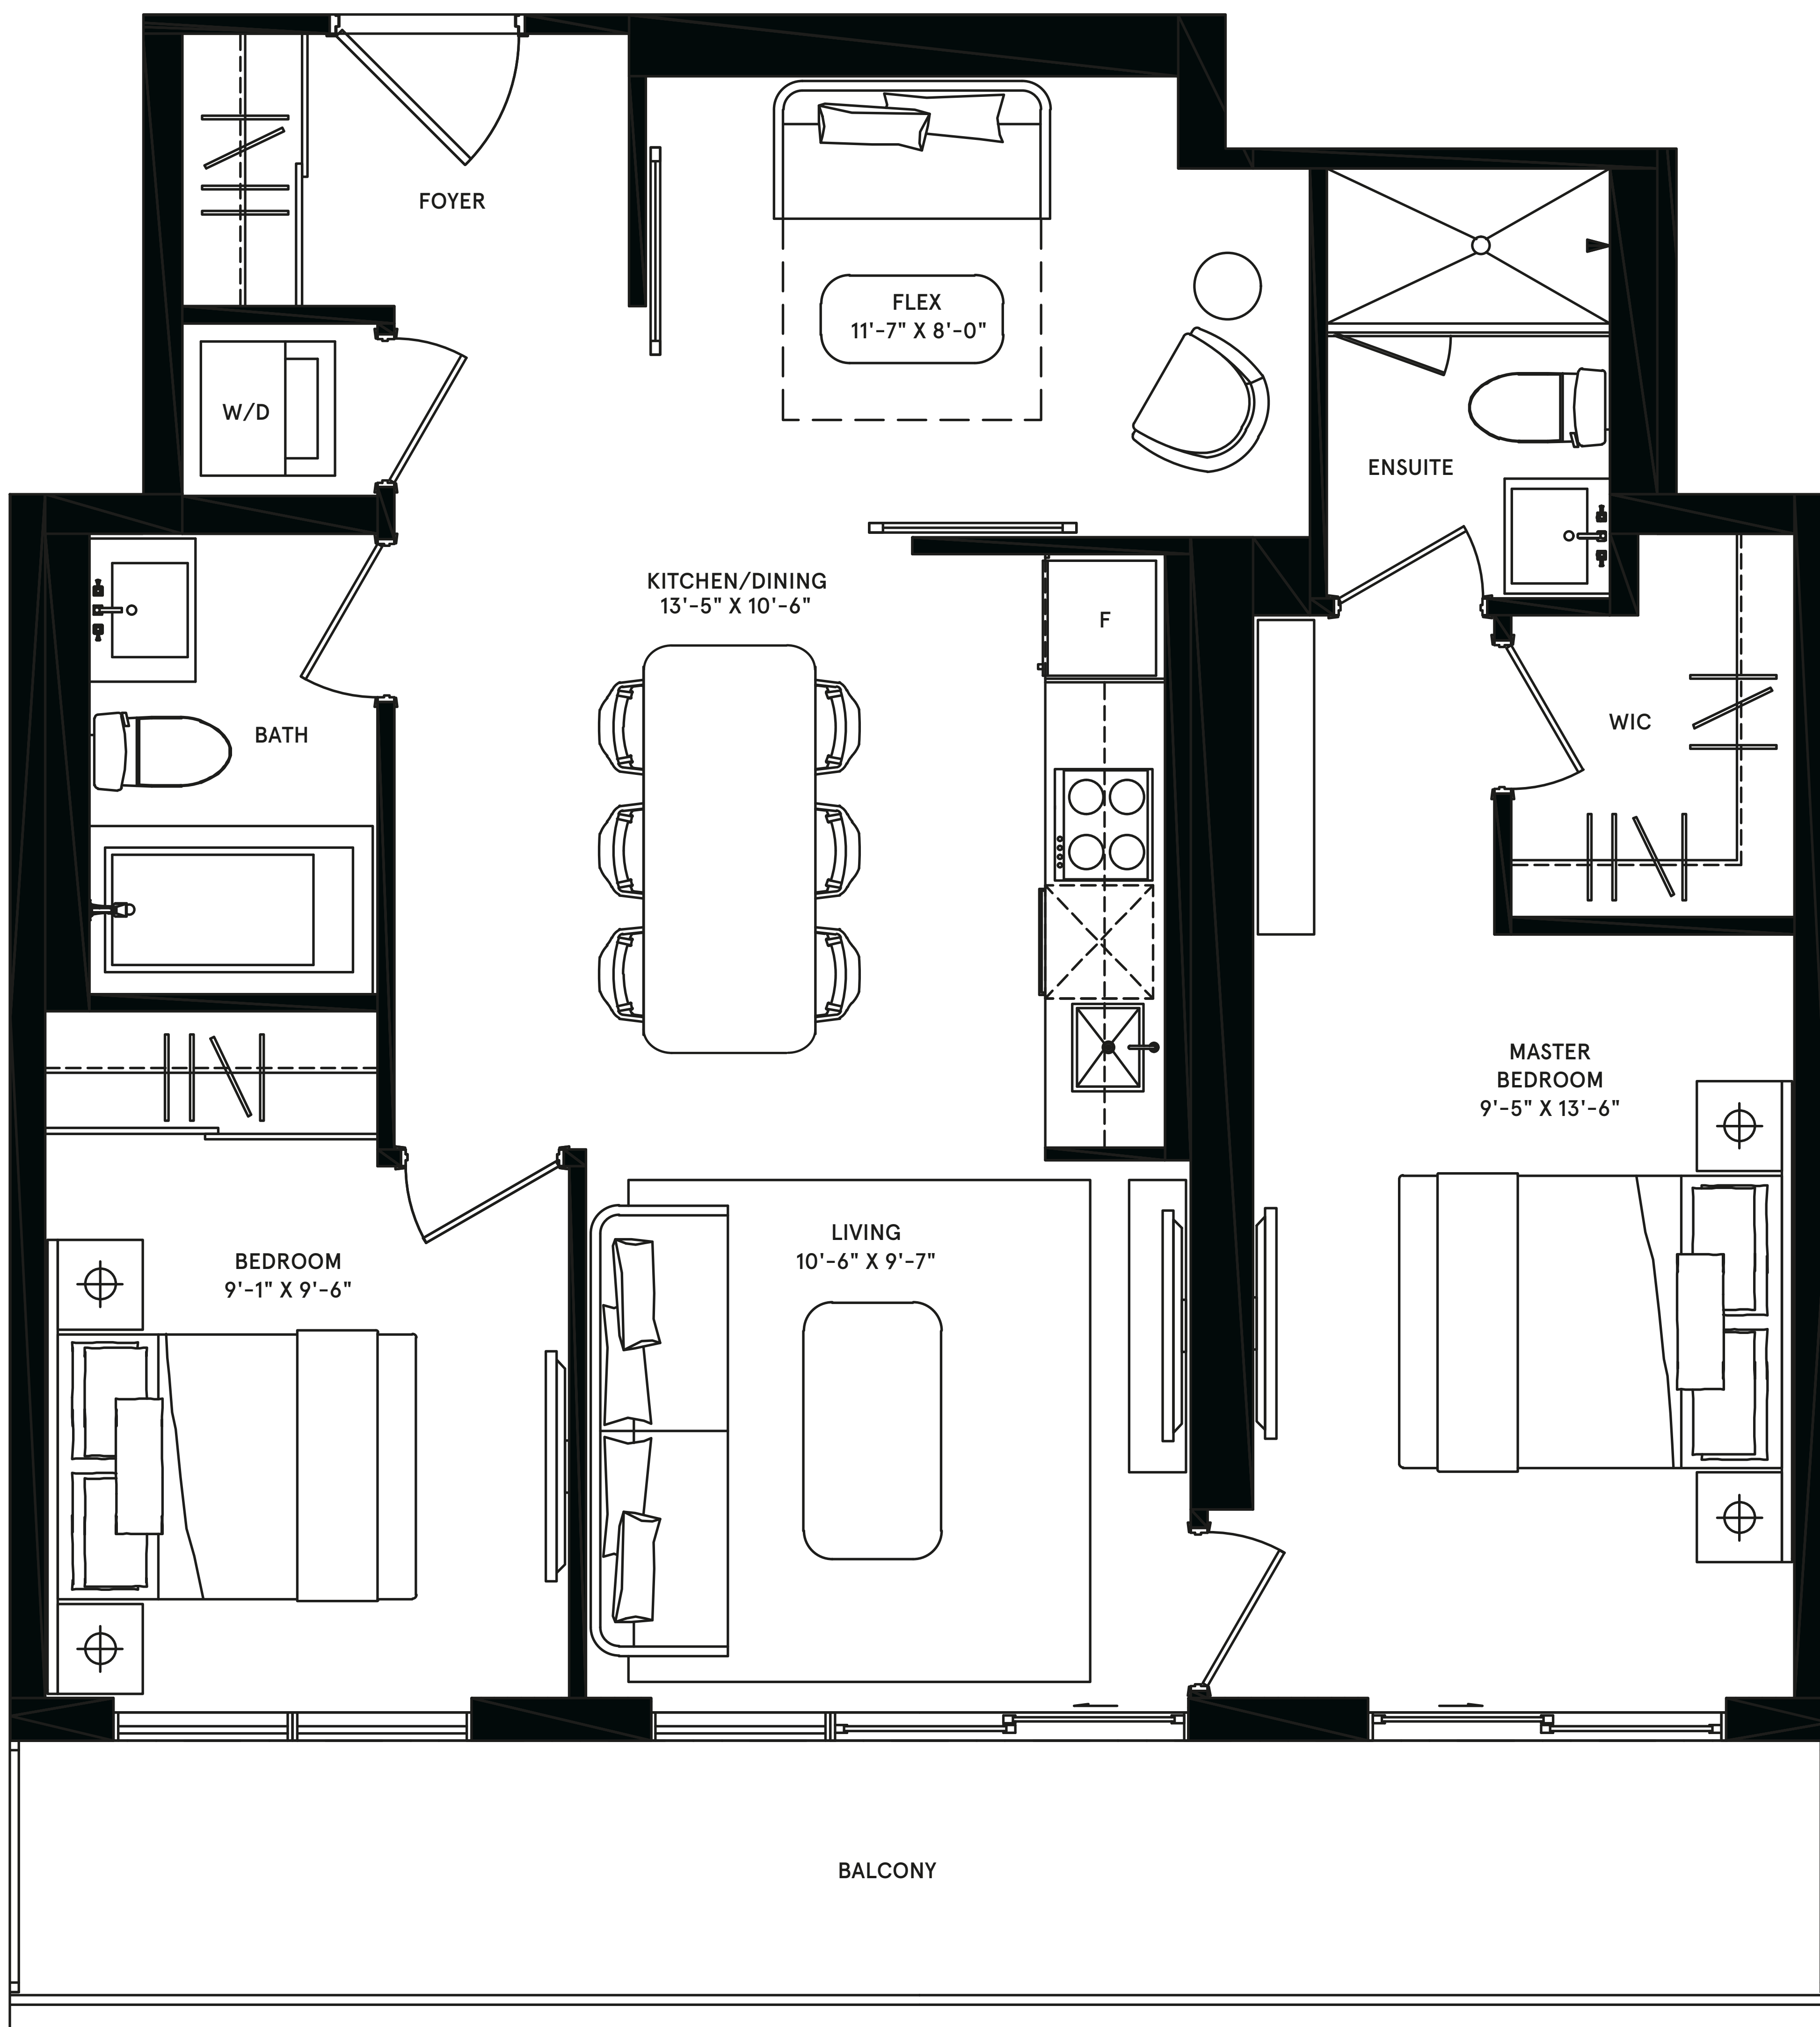 FOYER
FLEX
11'-7" X 8'-0"
W/D
ENSUITE
KITCHEN/DINING
13'-5" X 10'-6"
F
WIC
BATH
MASTER
BEDROOM
9'-5" X 13'-6"
LIVING
10'-6" X 9'-7"
BEDROOM
9'-1" X 9'-6"
BALCONY